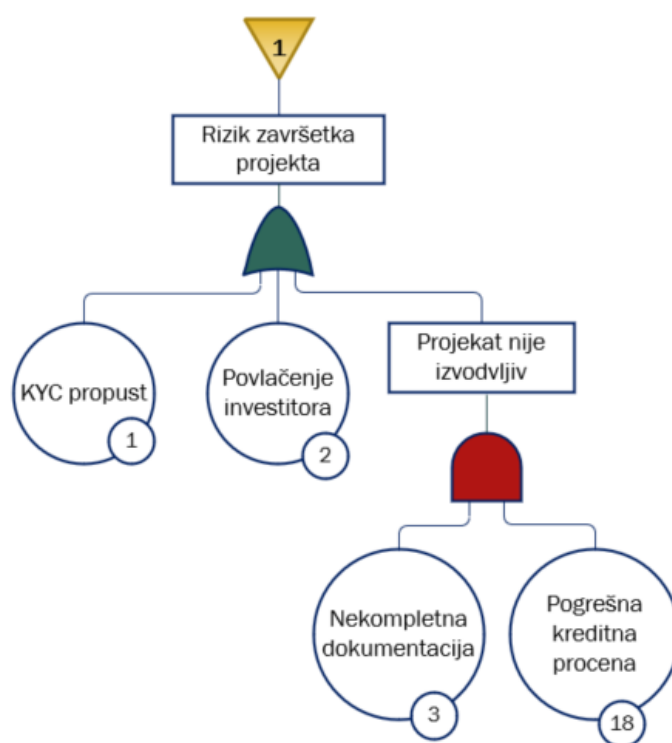 1
Rizik završetka
projekta
KYC propust
1
Povlačenje
investitora
2
Projekat nije
izvodvljiv
Nekompletna
dokumentacija
3
Pogrešna
kreditna
procena
18